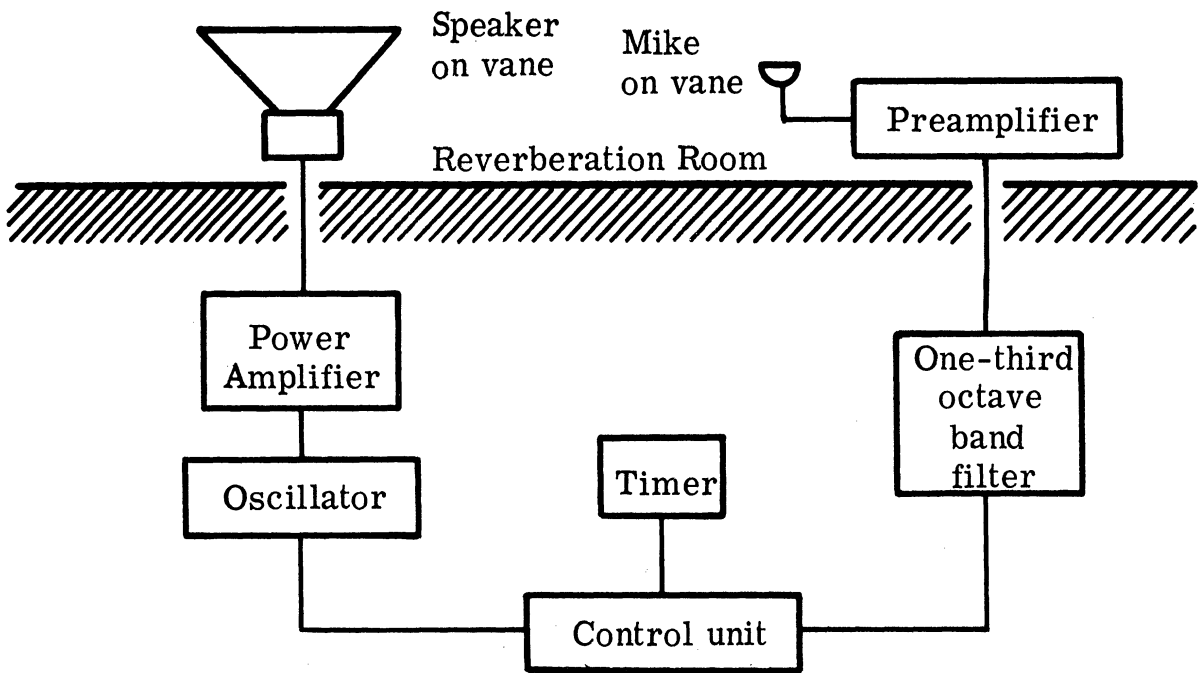 Speaker
on vane
Mike
on vane
Preamplifier
Reverberation Room
Power
Amplifier
One-third
octave
band
filter
Oscillator
Timer
Control unit